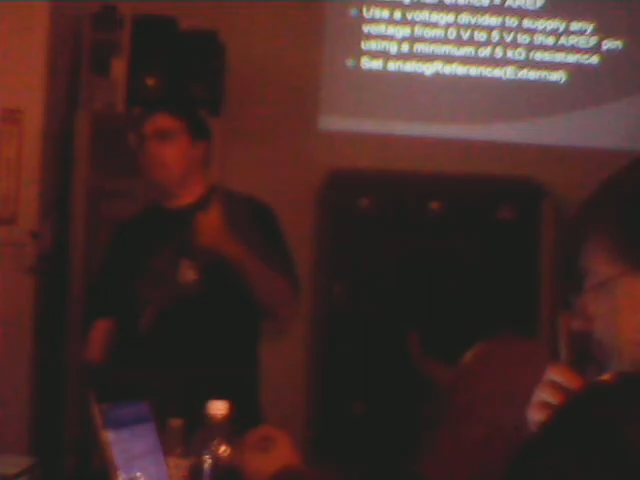 = AREF
Use a voltage divider to supply any
voltage from 0 V to 5 V to the AREF pin
using a minimum of 5 kΩ resistance
Set analogReference(External)